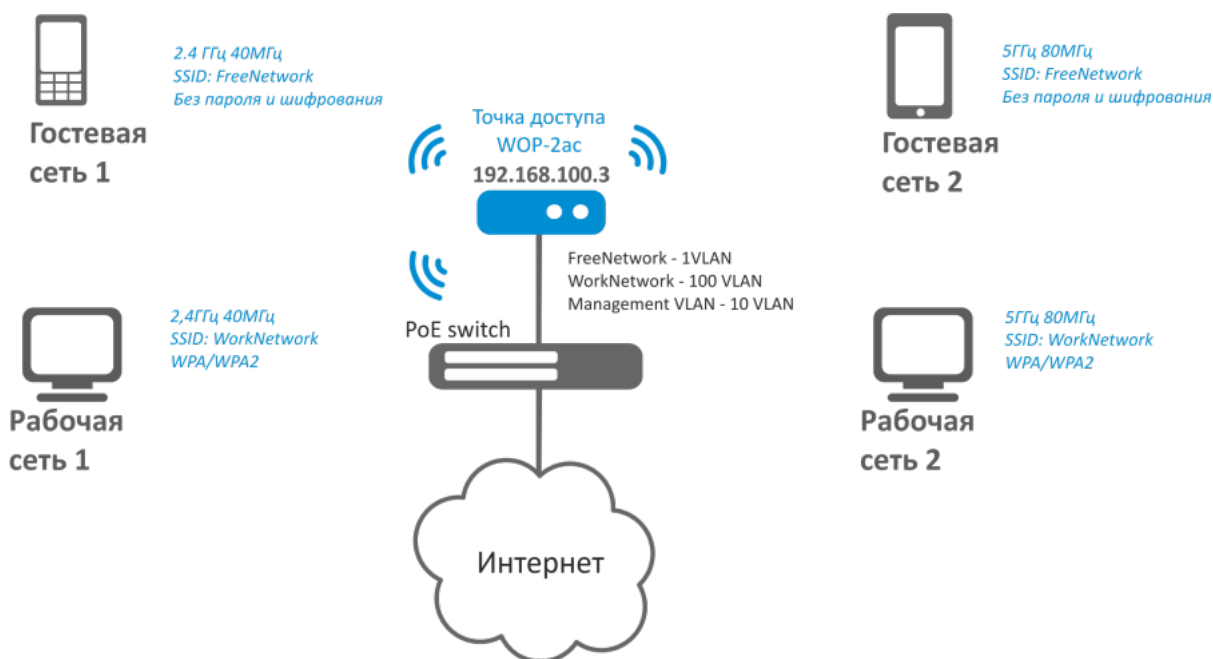 2.4 ГГц 40МГц
SSID: FreeNetwork
Без пароля и шифрования
Гостевая
сеть 1
Точка доступа
WOP-2ac
192.168.100.3
5ГГц 80МГц
SSID: FreeNetwork
Без пароля и шифрования
Гостевая
сеть 2
FreeNetwork - 1VLAN
WorkNetwork - 100 VLAN
Management VLAN - 10 VLAN
PoE switch
2,4ГГц 40МГц
SSID: WorkNetwork
WPA/WPA2
Рабочая
сеть 1
5ГГц 80МГц
SSID: WorkNetwork
WPA/WPA2
Рабочая
сеть 2
Интернет